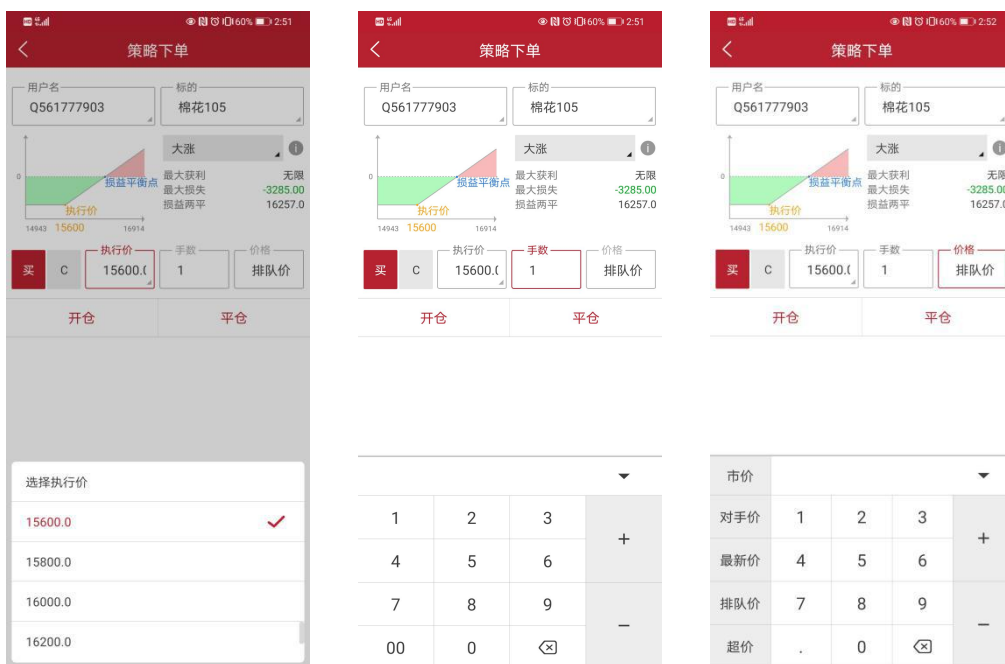 60% 2:51
策略下单
用户名
标的
Q561777903
棉花105
大涨
0
损益平衡点
执行价
14943 15600 16914
最大获利 无限
最大损失 -3285.00
损益两平 16257.0
执行价
手数
价格
买
C
15600.(
1
排队价
开仓
平仓
选择执行价
15600.0
15800.0
16000.0
16200.0
60% 2:51
策略下单
用户名
标的
Q561777903
棉花105
大涨
0
损益平衡点
执行价
14943 15600 16914
最大获利 无限
最大损失 -3285.00
损益两平 16257.0
执行价
手数
价格
买
C
15600.(
1
排队价
开仓
平仓
1 2 3
+
4 5 6
7 8 9
−
00 0
60% 2:52
策略下单
用户名
标的
Q561777903
棉花105
大涨
0
损益平衡点
执行价
14943 15600 16914
最大获利 无限
最大损失 -3285.00
损益两平 16257.0
执行价
手数
价格
买
C
15600.(
1
排队价
开仓
平仓
市价
对手价 1 2 3
+
最新价 4 5 6
排队价 7 8 9
−
超价 . 0